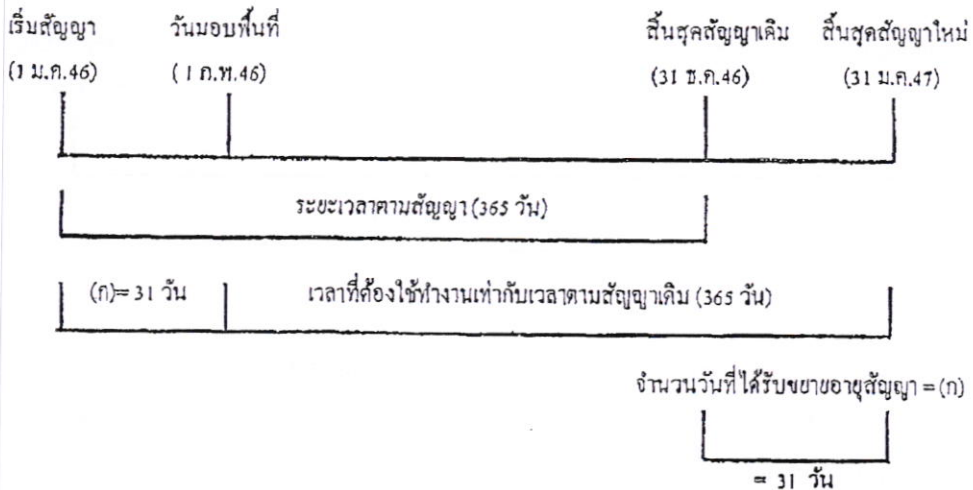 เริ่มสัญญา วันมอบพื้นที่ สิ้นสุดสัญญาเดิม สิ้นสุดสัญญาใหม่
(1 ม.ค.46) (1 ก.พ.46) (31 ธ.ค.46) (31 ม.ค.47)
ระยะเวลาตามสัญญา (365 วัน)
(ก)= 31 วัน เวลาที่ต้องใช้ทำงานเท่ากับเวลาตามสัญญาเดิม (365 วัน)
จำนวนวันที่ได้รับขยายอายุสัญญา = (ก)
= 31 วัน